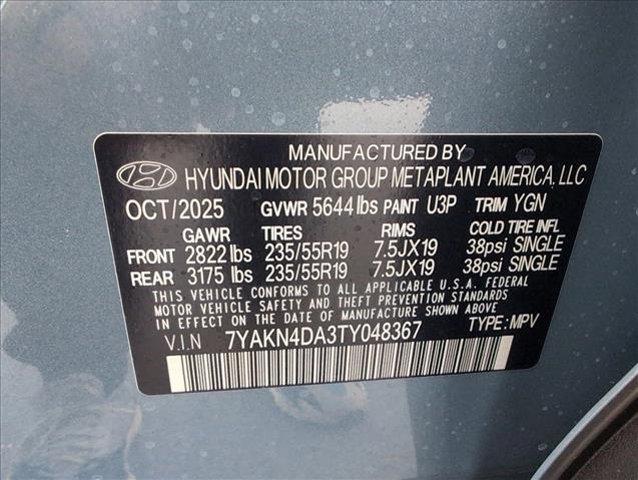 MANUFACTURED BY
HYUNDAI MOTOR GROUP METAPLANT AMERICA, LLC
OCT/2025 GVWR 5644 lbs PAINT U3P TRIM YGN
GAWR TIRES RIMS COLD TIRE INFL
FRONT 2822 lbs 235/55R19 7.5JX19 38psi SINGLE
REAR 3175 lbs 235/55R19 7.5JX19 38psi SINGLE
THIS VEHICLE CONFORMS TO ALL APPLICABLE U.S.A. FEDERAL
MOTOR VEHICLE SAFETY AND THEFT PREVENTION STANDARDS
IN EFFECT ON THE DATE OF MANUFACTURE SHOWN ABOVE
V.I.N 7YAKN4DA3TY048367 TYPE: MPV